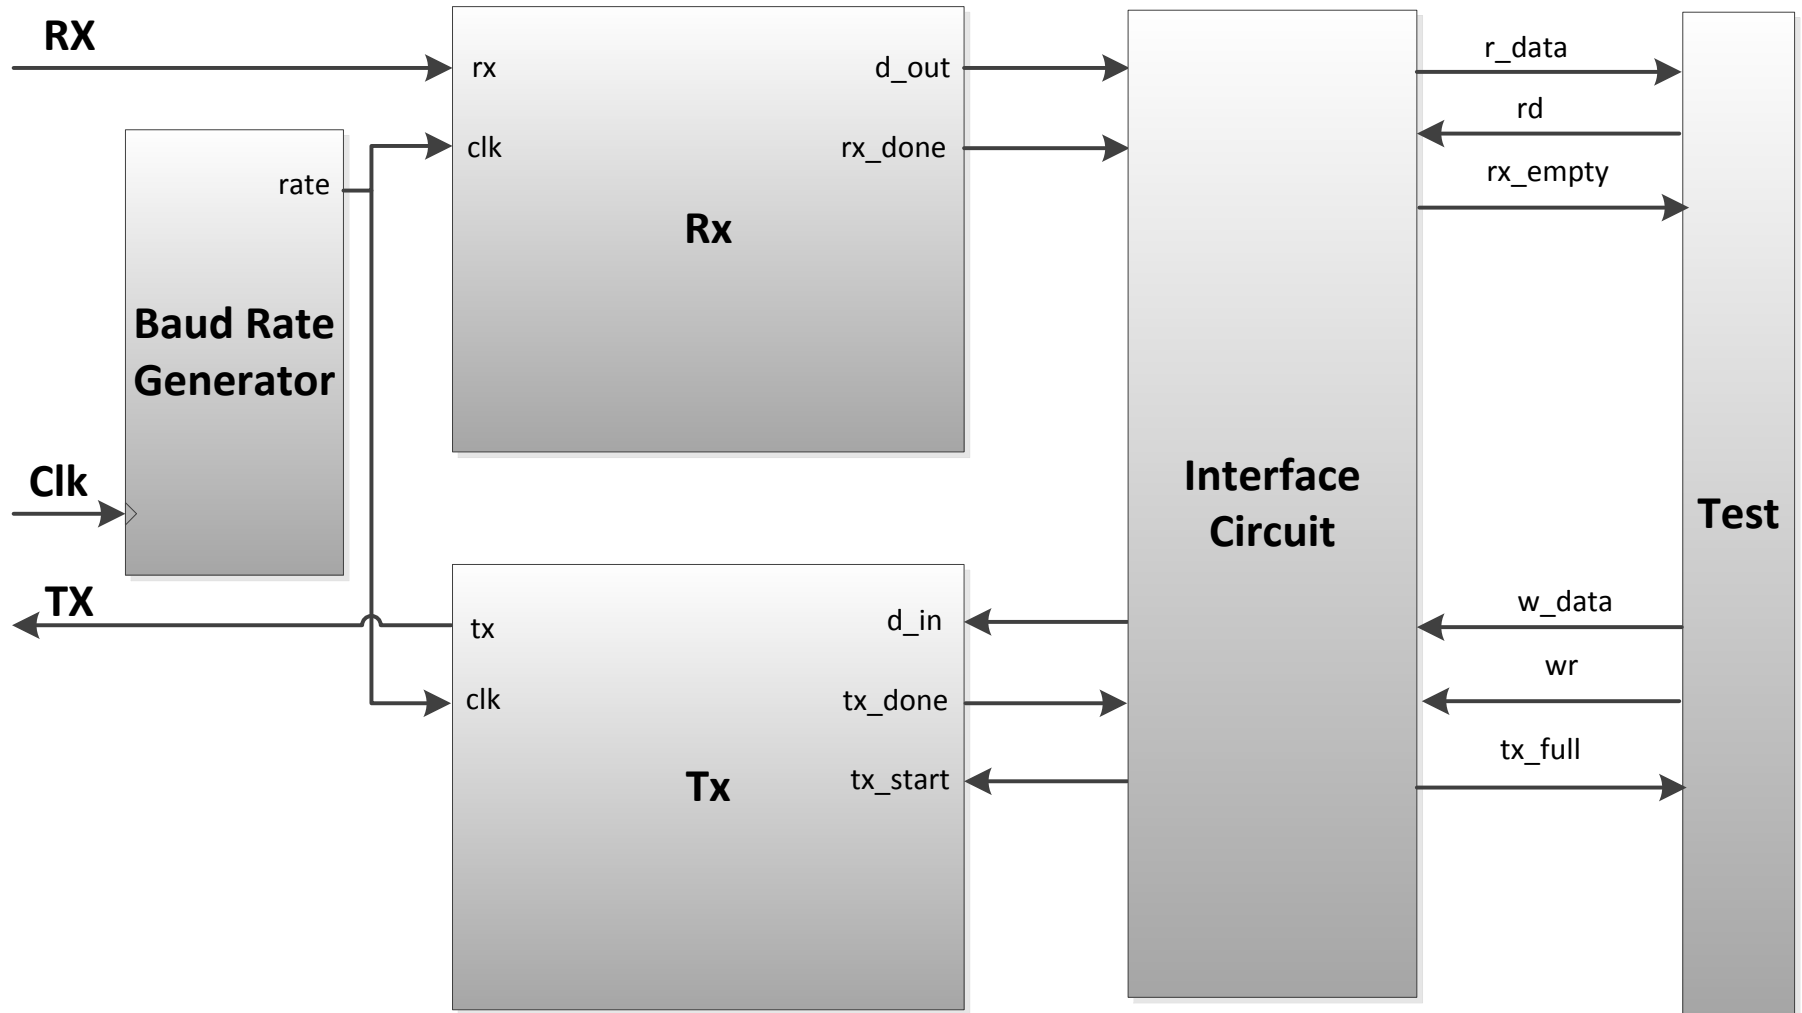 RX
rx
d_out
r_data
rd
clk
rx_done
rx_empty
rate
Rx
Baud Rate
Generator
Clk
Interface
Circuit
Test
TX
tx
d_in
w_data
wr
clk
tx_done
tx_full
Tx
tx_start